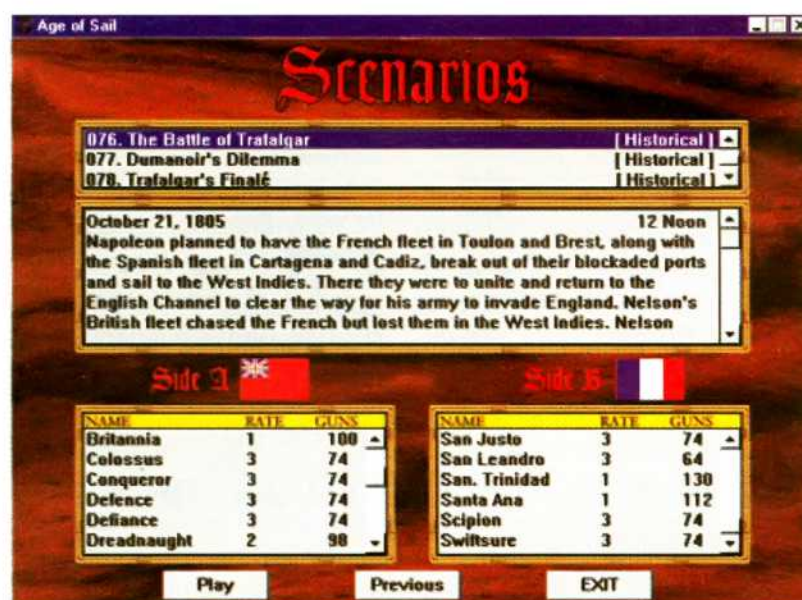 Age of Sail
Scenarios
076. The Battle of Trafalgar [ Historical ]
077. Dumanoir's Dilemma [ Historical ]
078. Trafalgar's Finalé [ Historical ]
October 21, 1805 12 Noon
Napoleon planned to have the French fleet in Toulon and Brest, along with
the Spanish fleet in Cartagena and Cadiz, break out of their blockaded ports
and sail to the West Indies. There they were to unite and return to the
English Channel to clear the way for his army to invade England. Nelson's
British fleet chased the French but lost them in the West Indies. Nelson
Side A
Side B
NAME RATE GUNS
Britannia 1 100
Colossus 3 74
Conqueror 3 74
Defence 3 74
Defiance 3 74
Dreadnaught 2 98
NAME RATE GUNS
San Justo 3 74
San Leandro 3 64
San. Trinidad 1 130
Santa Ana 1 112
Scipion 3 74
Swiftsure 3 74
Play Previous EXIT